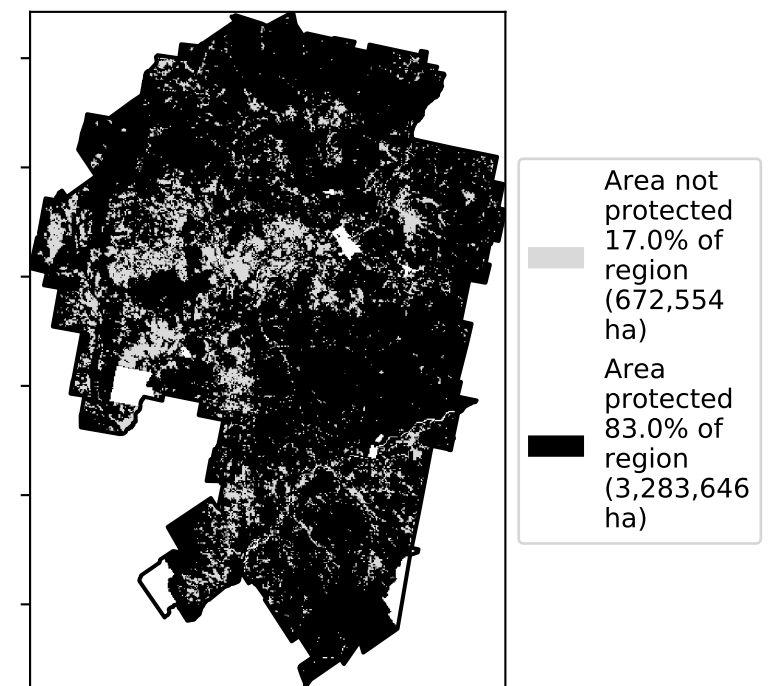 Area not
protected
17.0% of
region
(672,554
ha)
Area
protected
83.0% of
region
(3,283,646
ha)